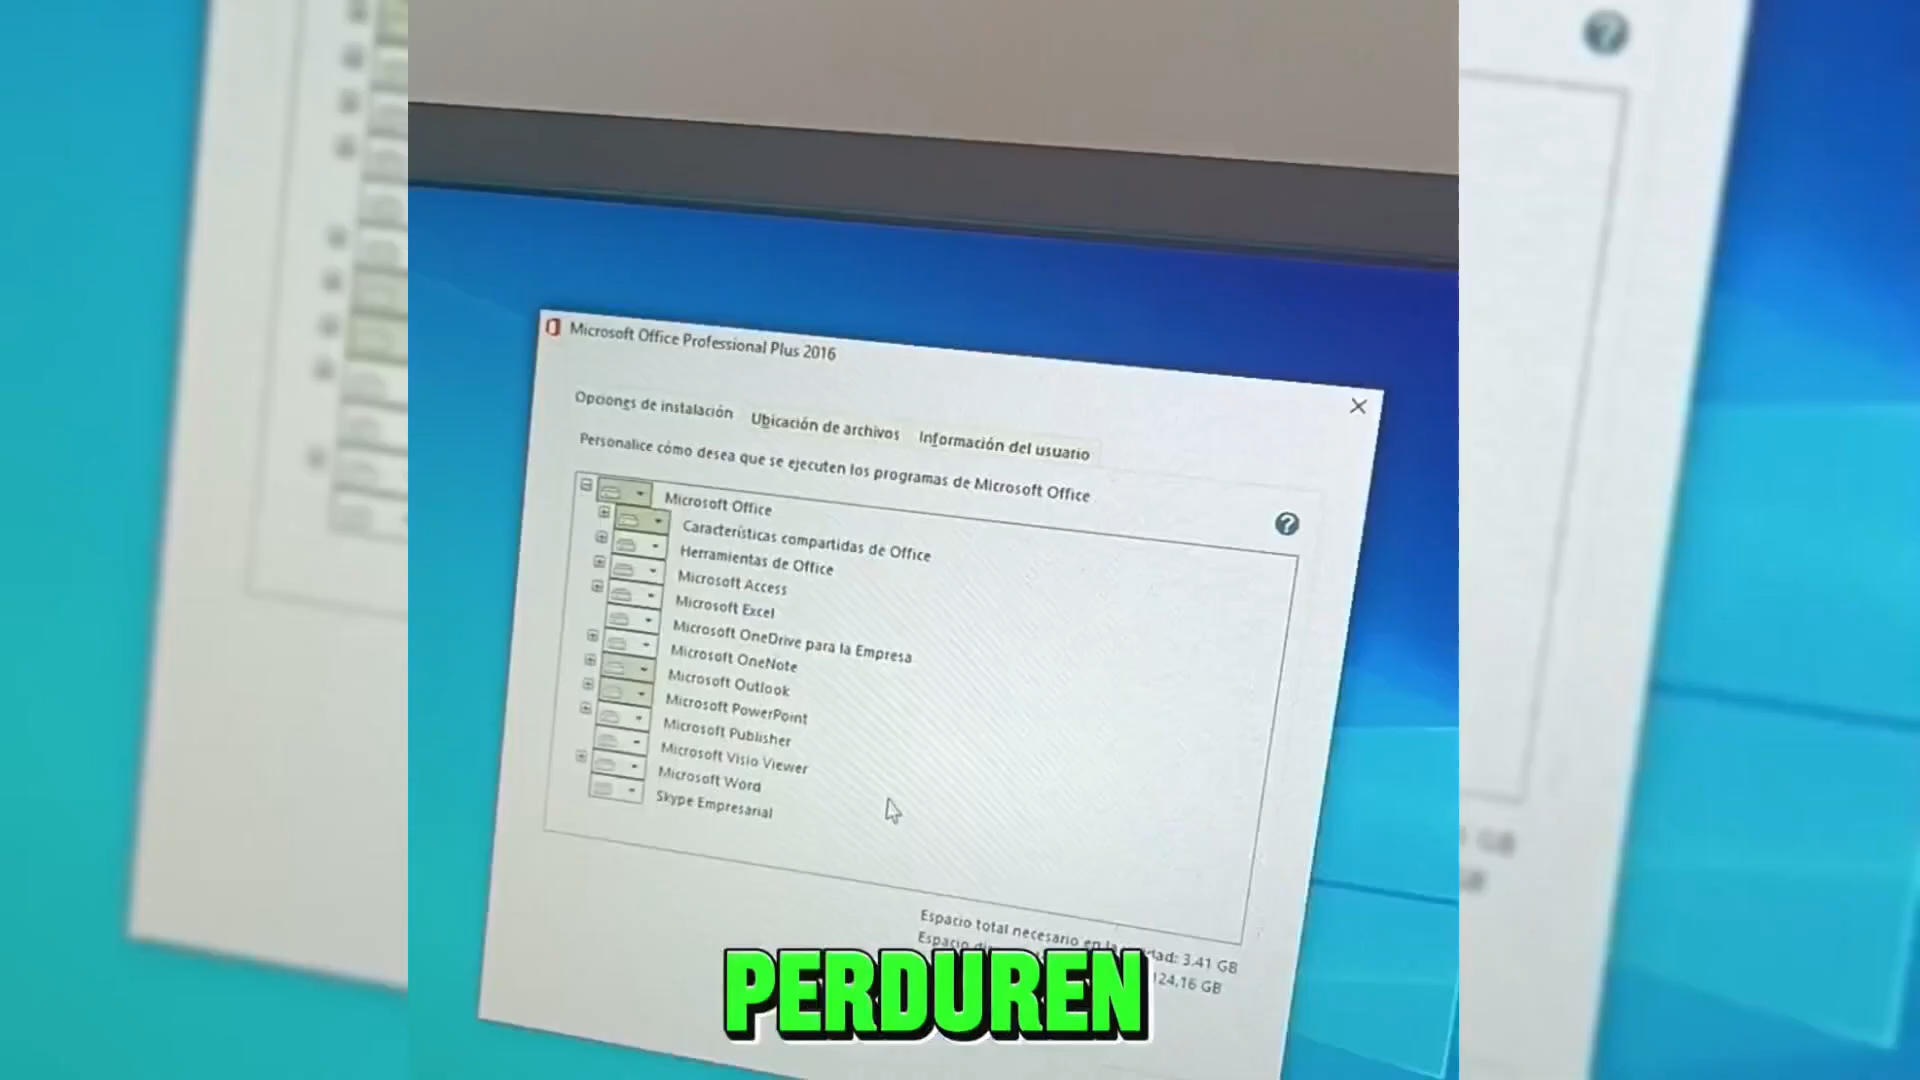 Microsoft Office Professional Plus 2016
Opciones de instalación
Ubicación de archivos
Información del usuario
Personalice cómo desea que se ejecuten los programas de Microsoft Office
Microsoft Office
Características compartidas de Office
Herramientas de Office
Microsoft Access
Microsoft Excel
Microsoft OneDrive para la Empresa
Microsoft OneNote
Microsoft Outlook
Microsoft PowerPoint
Microsoft Publisher
Microsoft Visio Viewer
Microsoft Word
Skype Empresarial
Espacio total necesario en la 3.41 GB
Espacio 124,16 GB
PERDUREN
GB